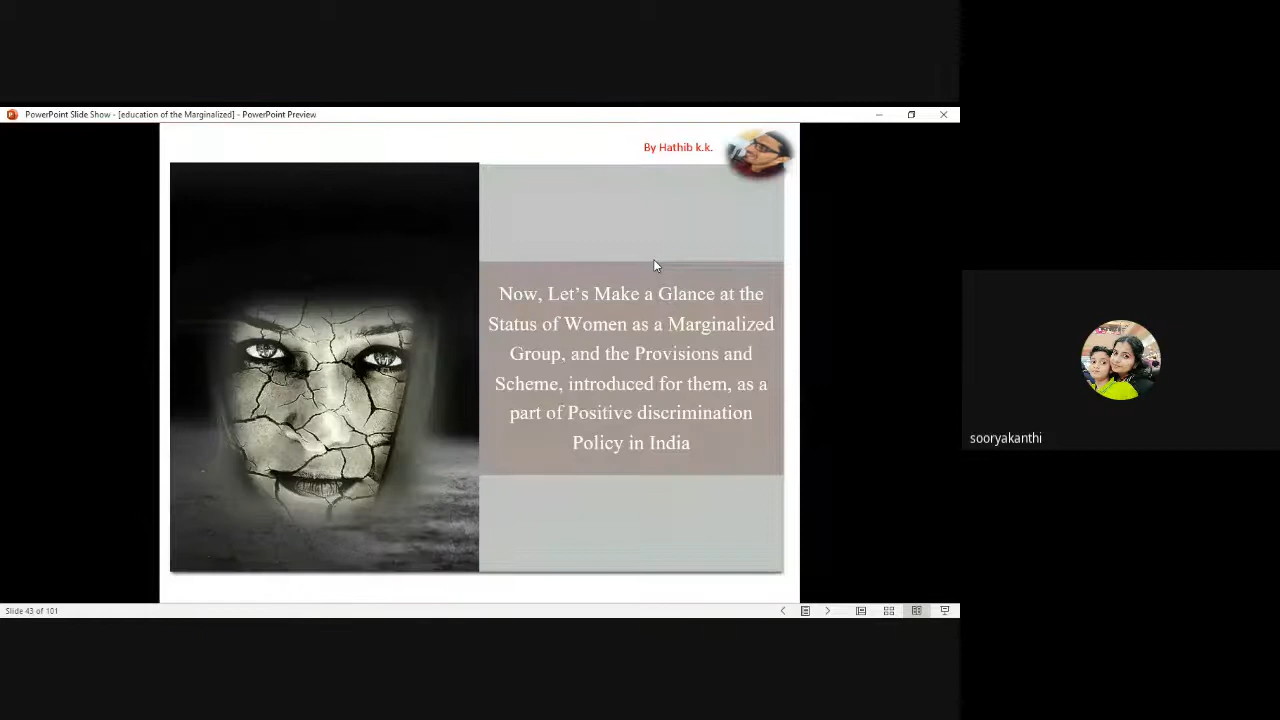 PowerPoint Slide Show - [education of the Marginalized] - PowerPoint Preview
By Hathib k.k.
Now, Let's Make a Glance at the
Status of Women as a Marginalized
Group, and the Provisions and
Scheme, introduced for them, as a
part of Positive discrimination
Policy in India
sooryakanthi
Slide 43 of 101